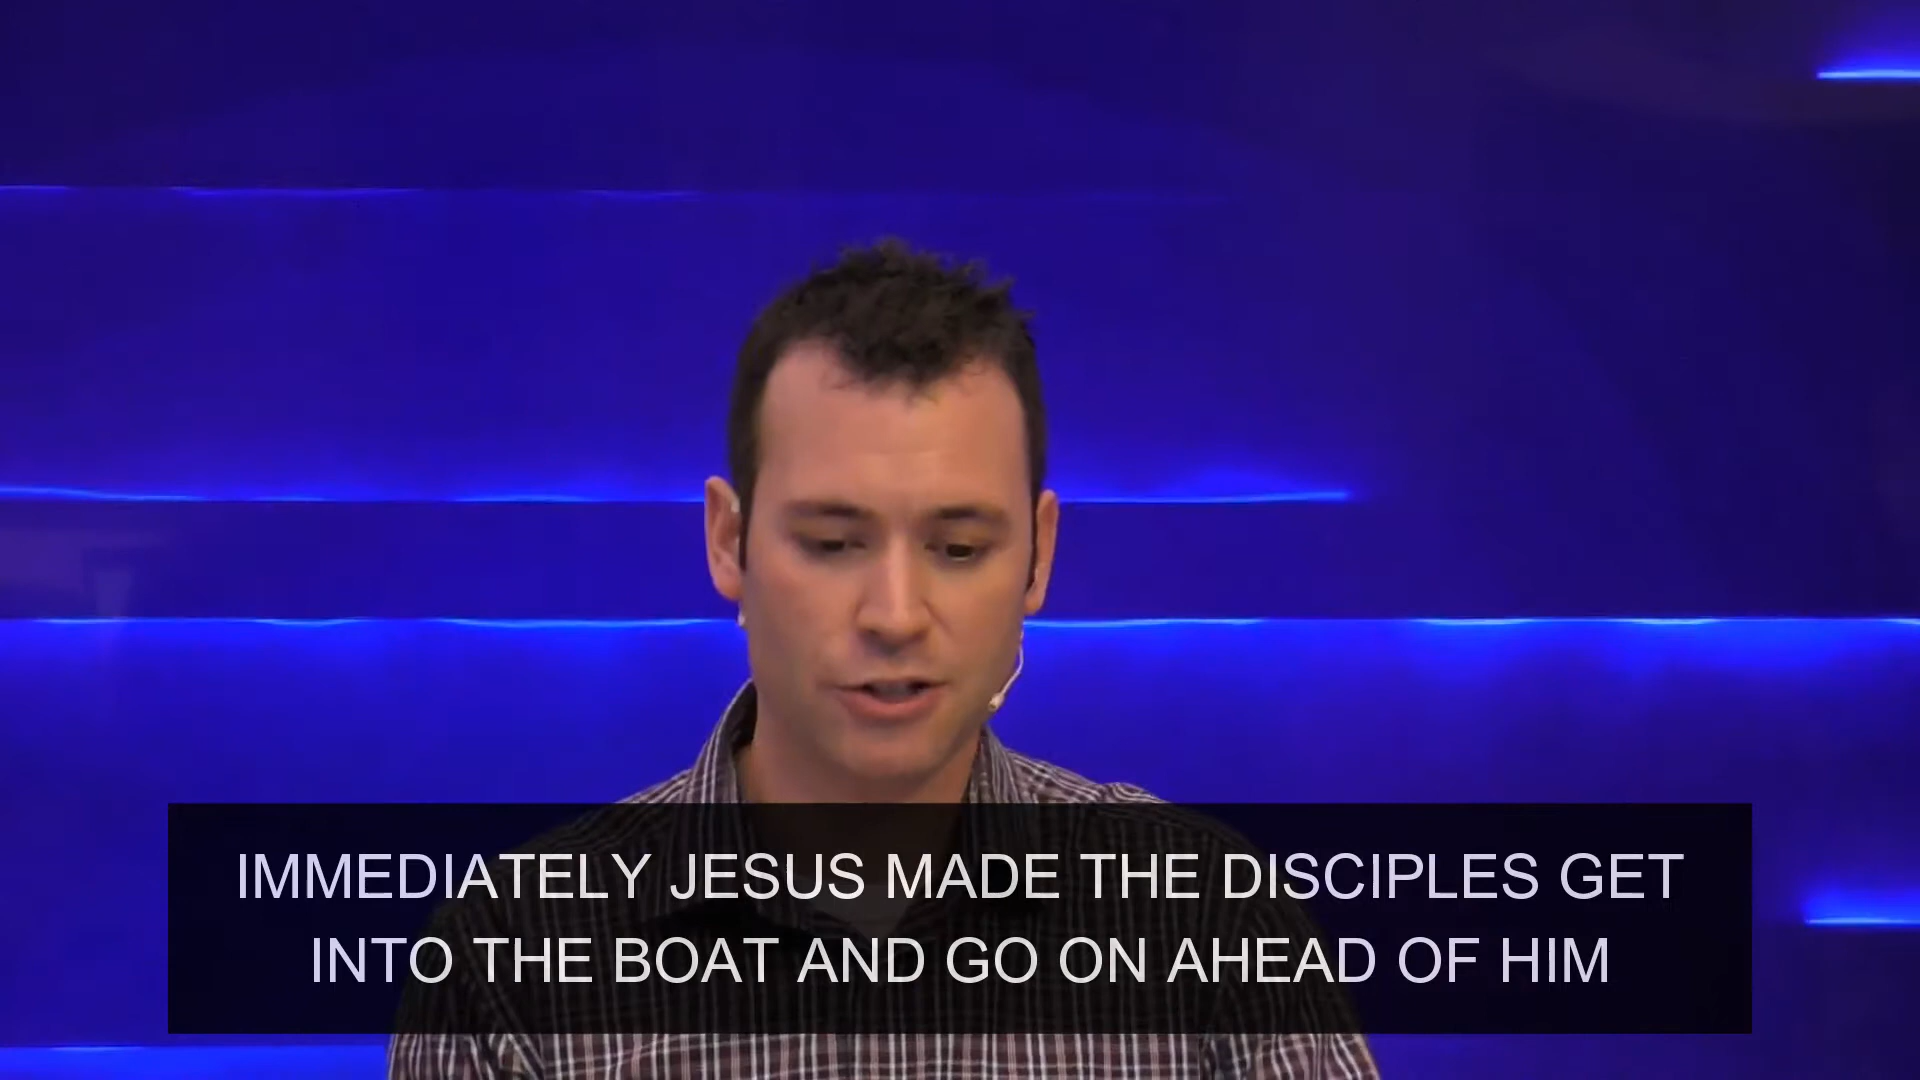 IMMEDIATELY JESUS MADE THE DISCIPLES GET
INTO THE BOAT AND GO ON AHEAD OF HIM